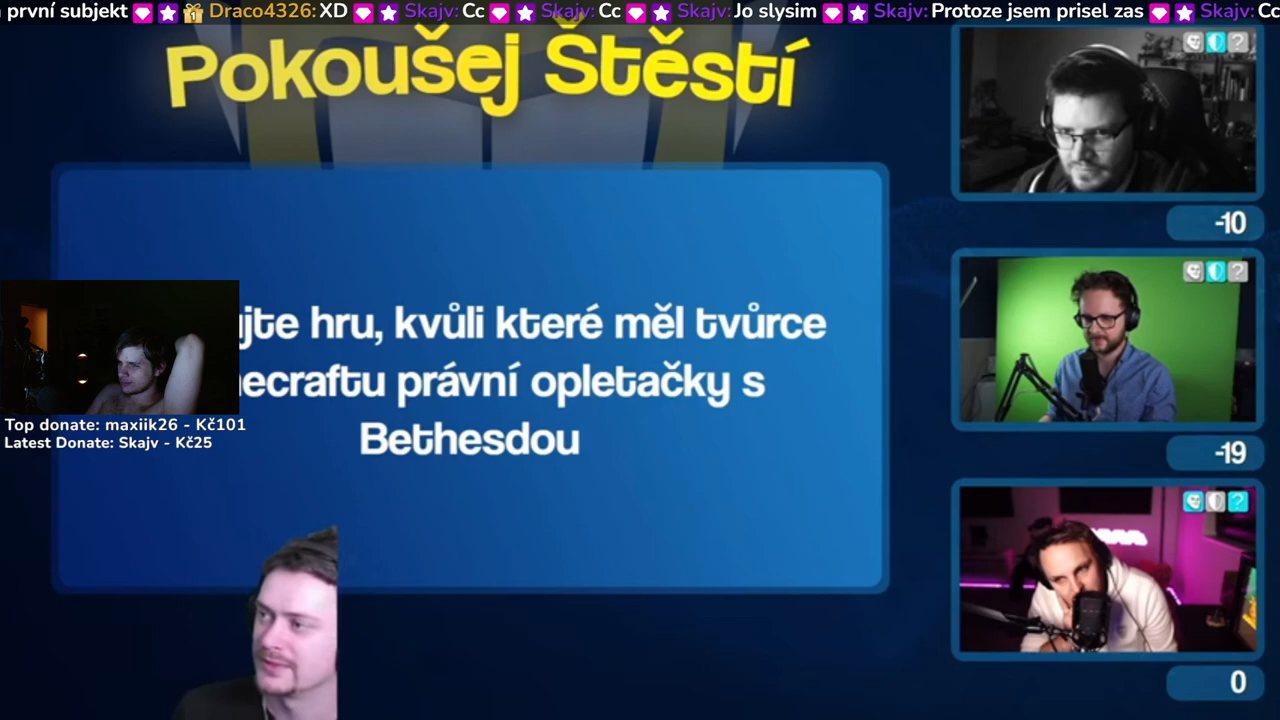 první subjekt Draco4326: XD Skajv: Cc Skajv: Cc Skajv: Jo slysim Skajv: Protoze jsem prisel zas Skajv: Cc
Pokoušej Štěstí
hru, kvůli které měl tvůrce
právní opletačky s
Bethesdou
Top donate: maxiik26 - Kč101
Latest Donate: Skajv - Kč25
-10
-19
0